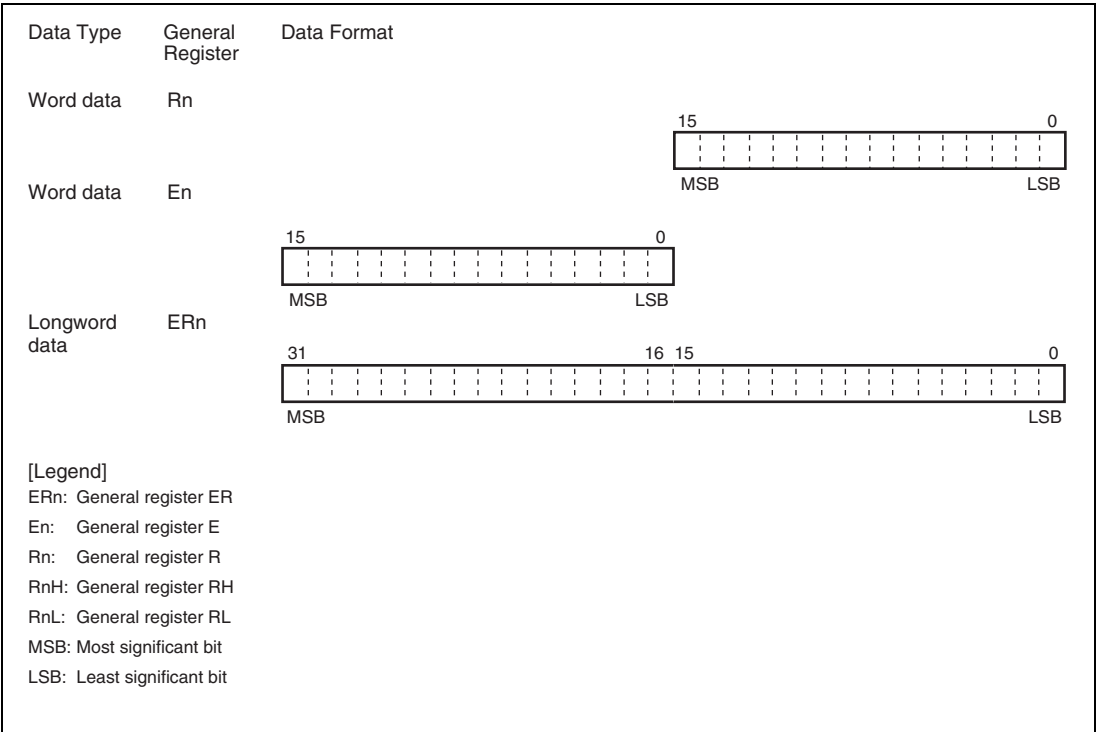 Data Type General Register Data Format
Word data Rn
15 0
MSB LSB
Word data En
15 0
MSB LSB
Longword data ERn
31 16 15 0
MSB LSB
[Legend]
ERn: General register ER
En: General register E
Rn: General register R
RnH: General register RH
RnL: General register RL
MSB: Most significant bit
LSB: Least significant bit